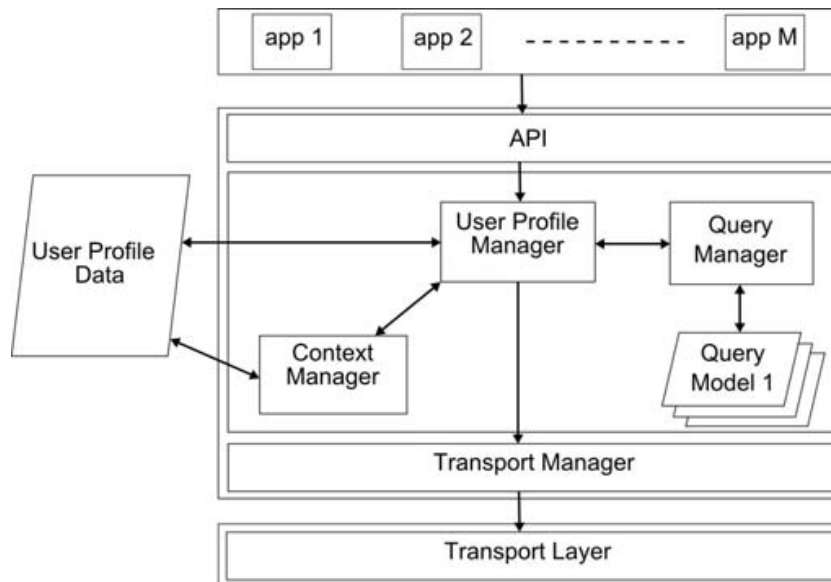 app 1
app 2
app M
API
User Profile
Manager
Query
Manager
User Profile
Data
Context
Manager
Query
Model 1
Transport Manager
Transport Layer